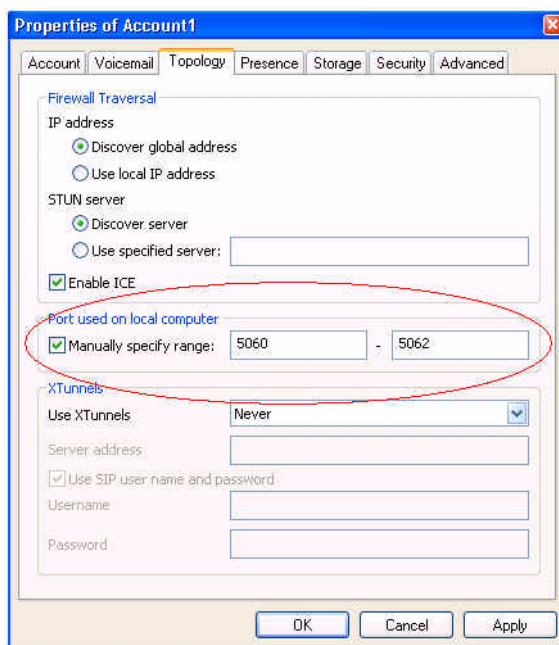 Properties of Account1
Account Voicemail Topology Presence Storage Security Advanced
Firewall Traversal
IP address
Discover global address
Use local IP address
STUN server
Discover server
Use specified server:
Enable ICE
Port used on local computer
Manually specify range: 5060 - 5062
XTunnels
Use XTunnels Never
Server address
Use SIP user name and password
Username
Password
OK Cancel Apply